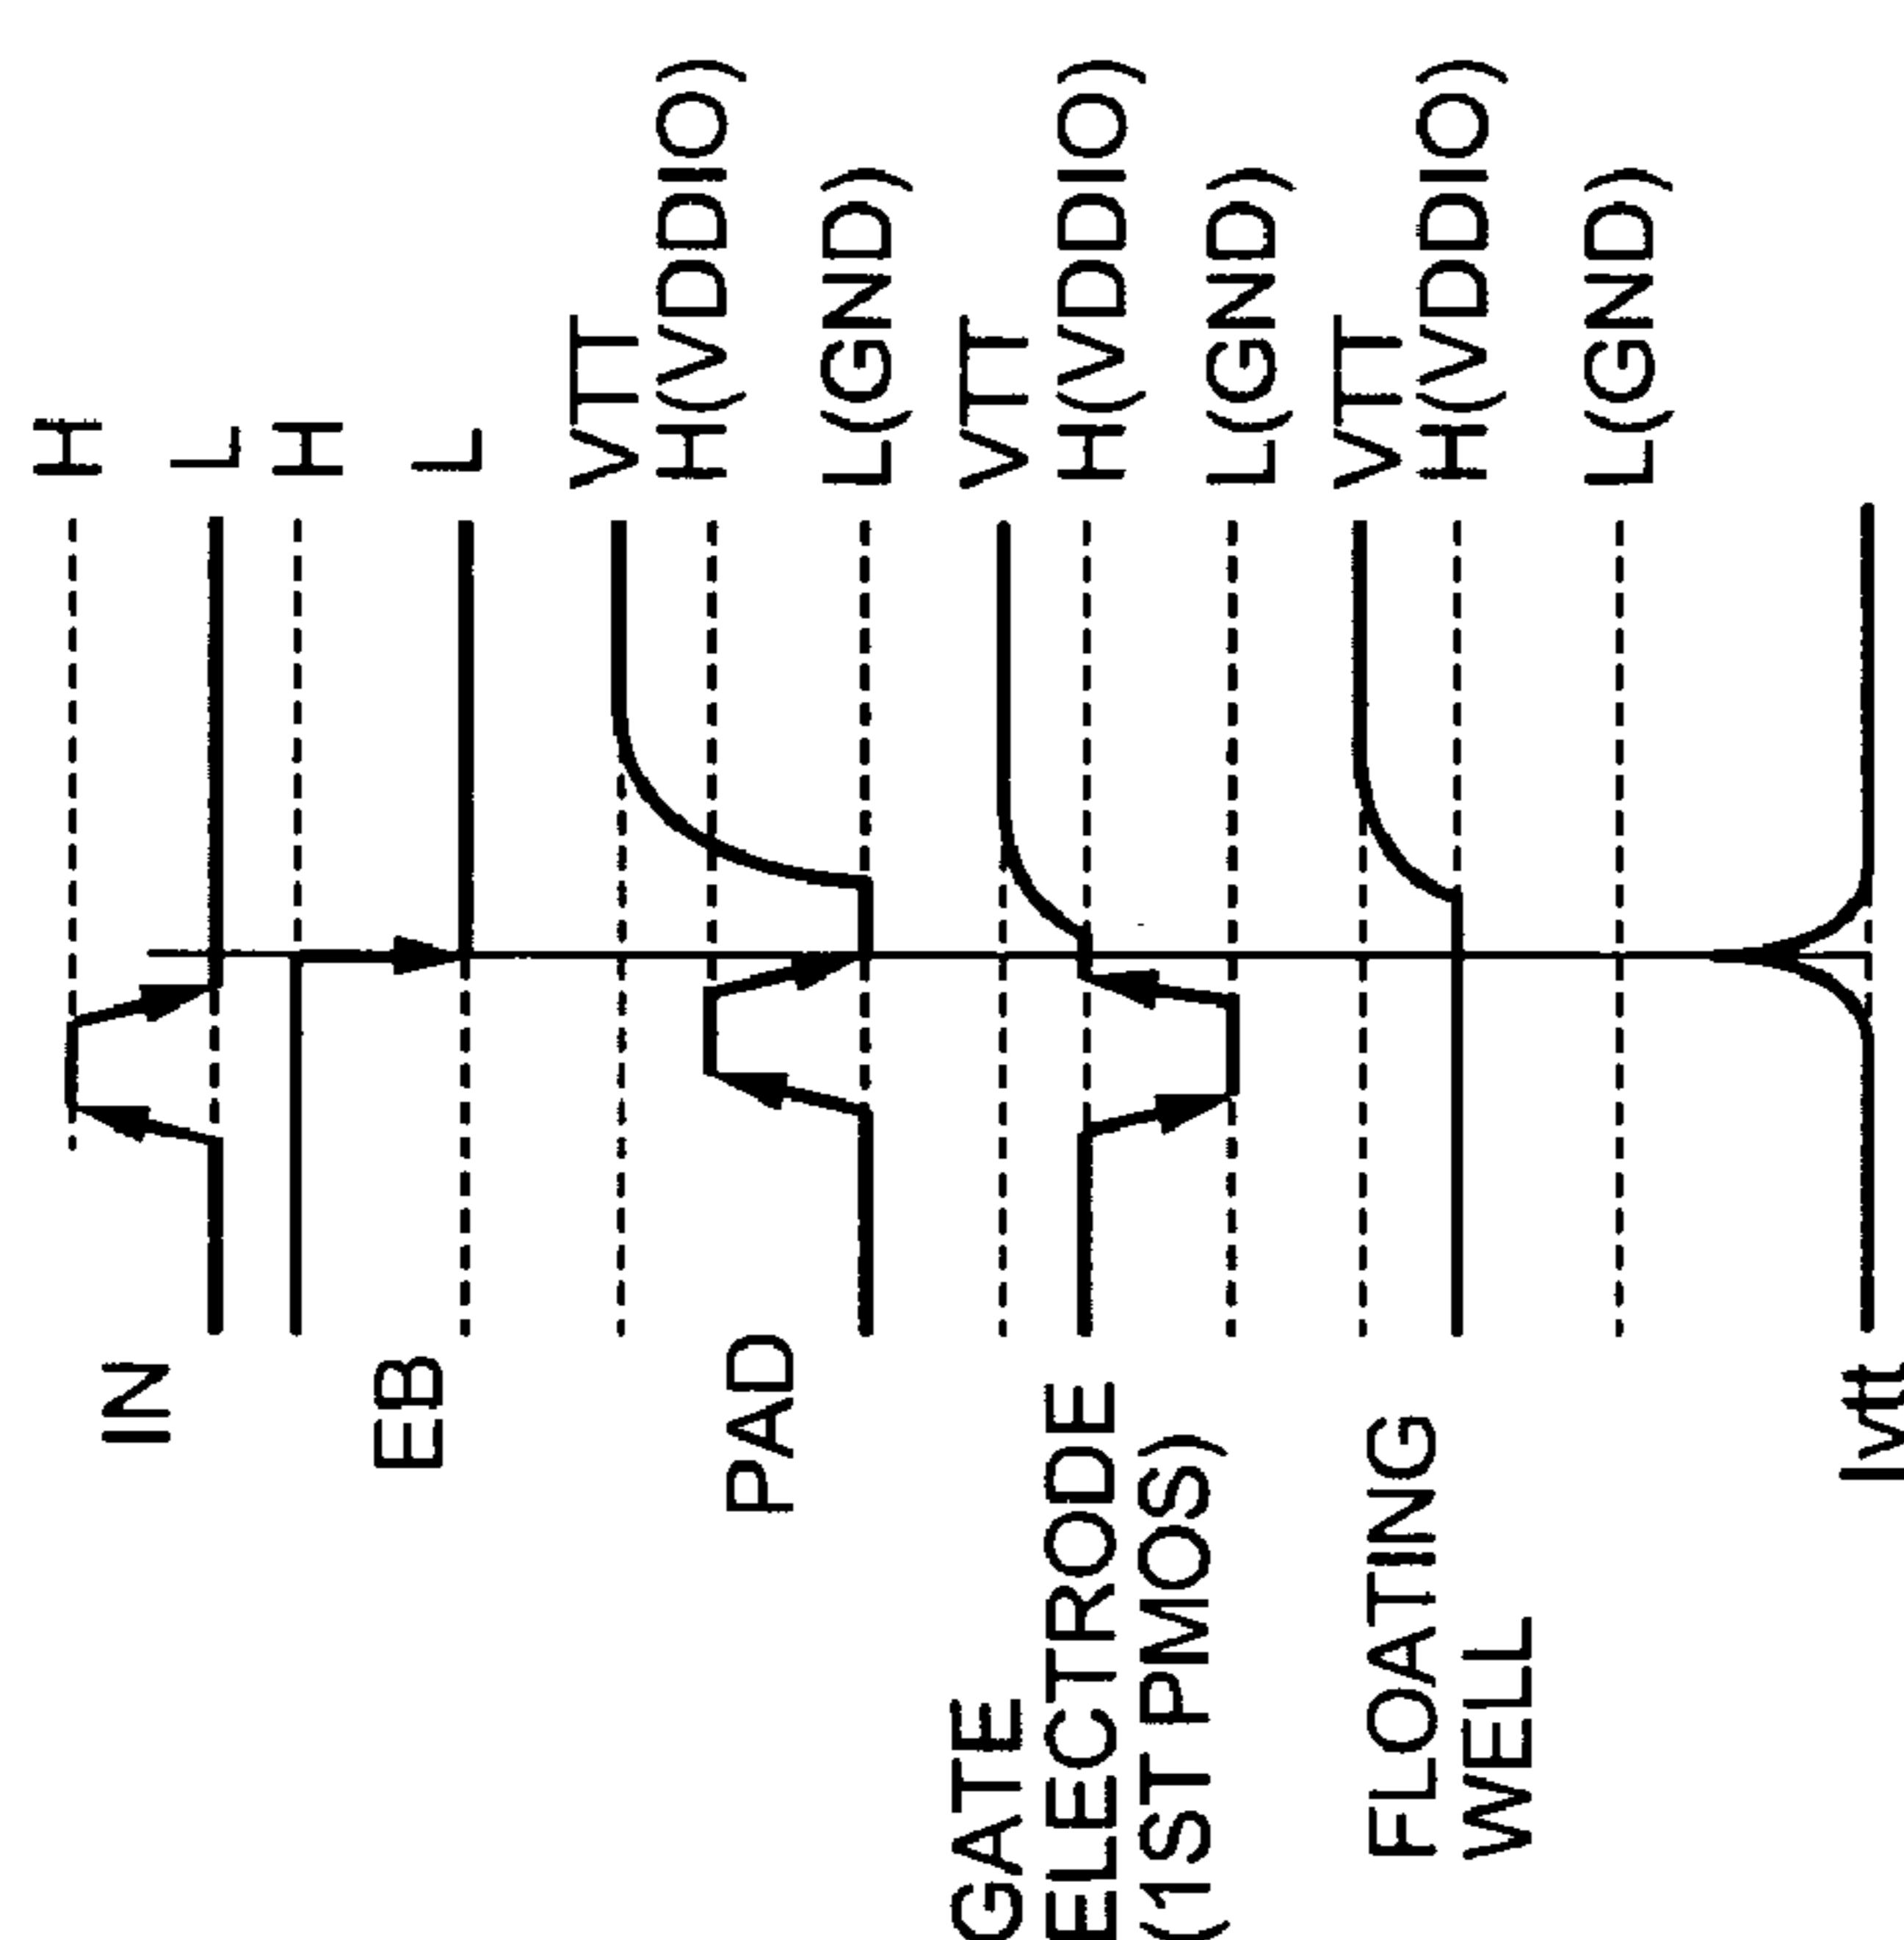 IN
H
L
EB
H
L
PAD
VTT
H(VDDIO)
L(GND)
GATE
ELECTRODE
(1ST PMOS)
VTT
H(VDDIO)
L(GND)
FLOATING
WELL
VTT
H(VDDIO)
L(GND)
Ivtt